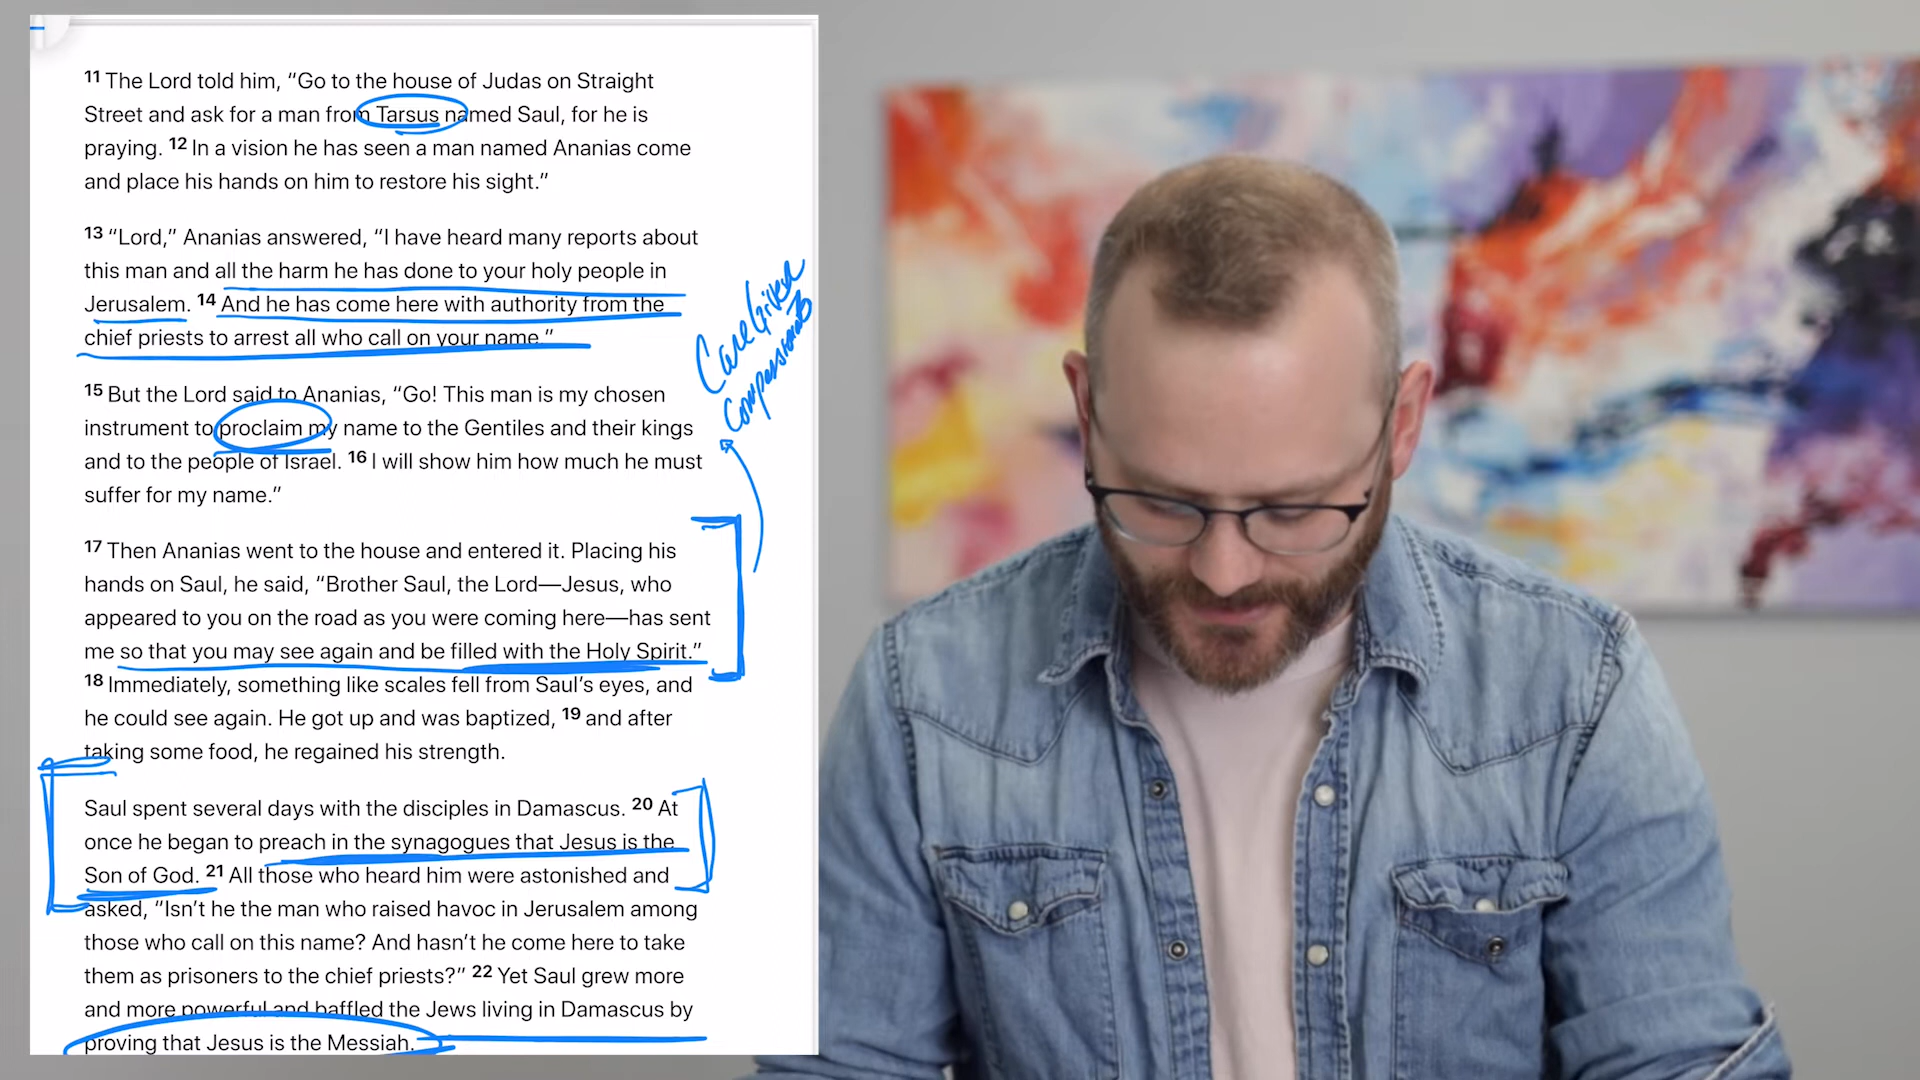 11 The Lord told him, “Go to the house of Judas on Straight
Street and ask for a man from Tarsus named Saul, for he is
praying. 12 In a vision he has seen a man named Ananias come
and place his hands on him to restore his sight.”
13 “Lord,” Ananias answered, “I have heard many reports about
this man and all the harm he has done to your holy people in
Jerusalem. 14 And he has come here with authority from the
chief priests to arrest all who call on your name.”
15 But the Lord said to Ananias, “Go! This man is my chosen
instrument to proclaim my name to the Gentiles and their kings
and to the people of Israel. 16 I will show him how much he must
suffer for my name.”
17 Then Ananias went to the house and entered it. Placing his
hands on Saul, he said, “Brother Saul, the Lord—Jesus, who
appeared to you on the road as you were coming here—has sent
me so that you may see again and be filled with the Holy Spirit.”
18 Immediately, something like scales fell from Saul’s eyes, and
he could see again. He got up and was baptized, 19 and after
taking some food, he regained his strength.
Saul spent several days with the disciples in Damascus. 20 At
once he began to preach in the synagogues that Jesus is the
Son of God. 21 All those who heard him were astonished and
asked, “Isn’t he the man who raised havoc in Jerusalem among
those who call on this name? And hasn’t he come here to take
them as prisoners to the chief priests?” 22 Yet Saul grew more
and more powerful and baffled the Jews living in Damascus by
proving that Jesus is the Messiah.
Care